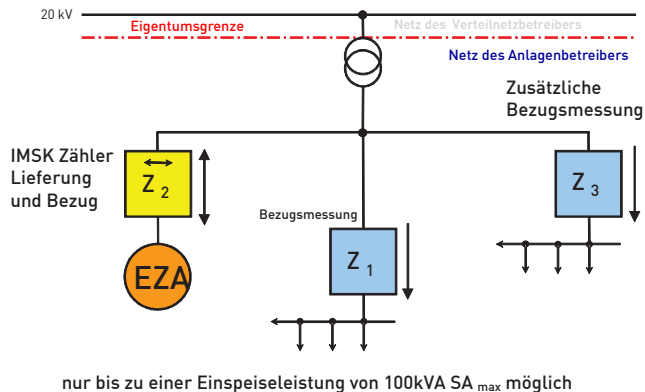 20 kV
Eigentumsgrenze
Netz des Verteilnetzbetreibers
Netz des Anlagenbetreibers
Zusätzliche
Bezugsmessung
IMSK Zähler
Lieferung
und Bezug
Z 2
Z 3
Bezugsmessung
EZA
Z 1
nur bis zu einer Einspeiseleistung von 100kVA SA max möglich